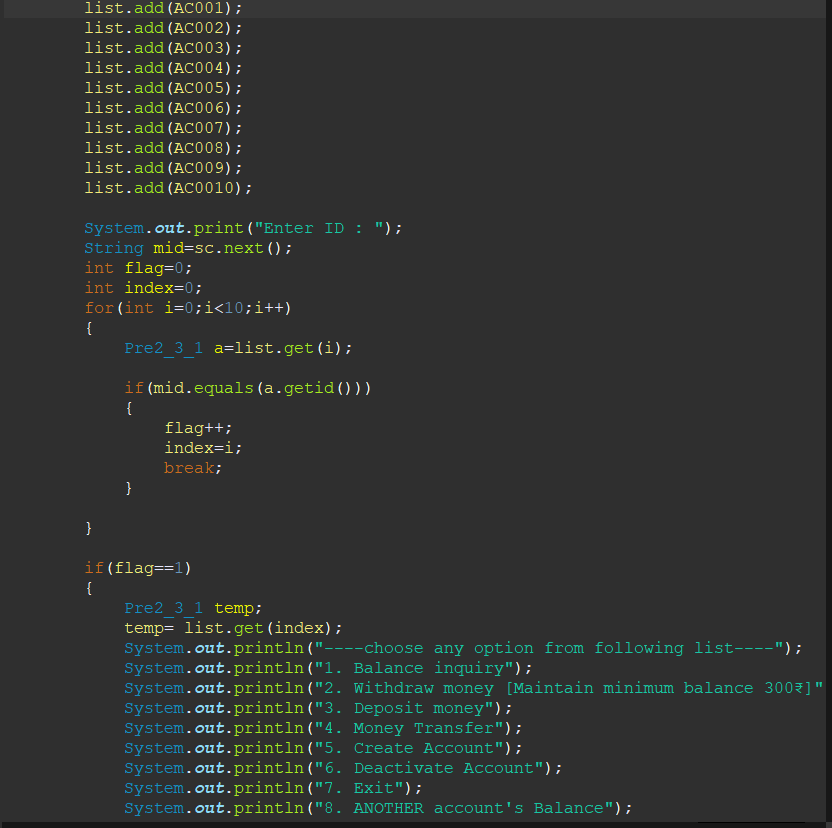 list.add(AC001);
list.add(AC002);
list.add(AC003);
list.add(AC004);
list.add(AC005);
list.add(AC006);
list.add(AC007);
list.add(AC008);
list.add(AC009);
list.add(AC0010);
System.out.print("Enter ID : ");
String mid=sc.next();
int flag=0;
int index=0;
for(int i=0;i<10;i++)
{
Pre2_3_1 a=list.get(i);
if(mid.equals(a.getid()))
{
flag++;
index=i;
break;
}
}
if(flag==1)
{
Pre2_3_1 temp;
temp= list.get(index);
System.out.println("----choose any option from following list----");
System.out.println("1. Balance inquiry");
System.out.println("2. Withdraw money [Maintain minimum balance 300₹]"
System.out.println("3. Deposit money");
System.out.println("4. Money Transfer");
System.out.println("5. Create Account");
System.out.println("6. Deactivate Account");
System.out.println("7. Exit");
System.out.println("8. ANOTHER account's Balance");